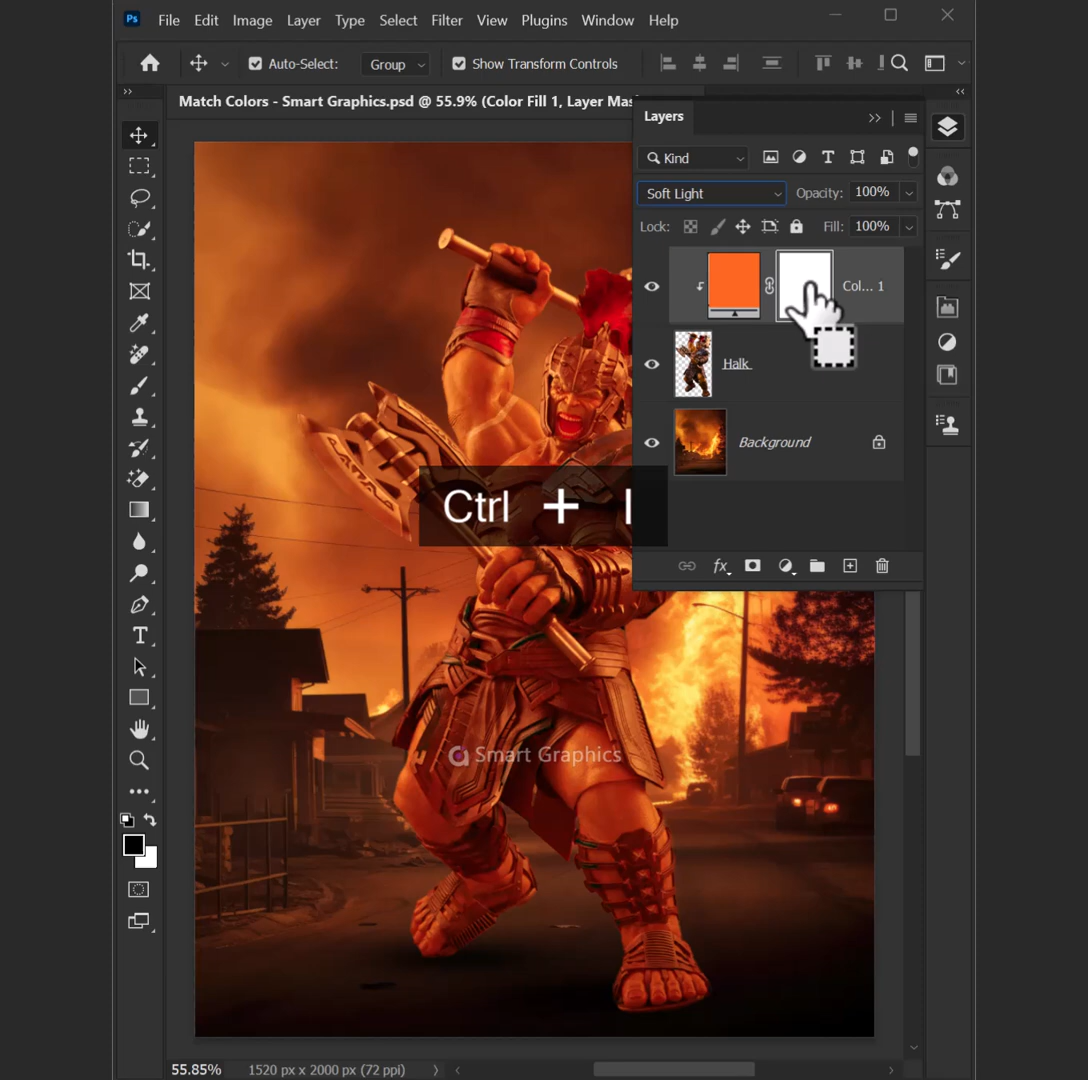 Ps File Edit Image Layer Type Select Filter View Plugins Window Help
Auto-Select: Group Show Transform Controls
Match Colors - Smart Graphics.psd @ 55.9% (Color Fill 1, Layer Mas
Layers
Kind
Soft Light Opacity: 100%
Lock: Fill: 100%
Col... 1
Halk
Background
Ctrl + I
fx
Smart Graphics
55.85% 1520 px x 2000 px (72 ppi)